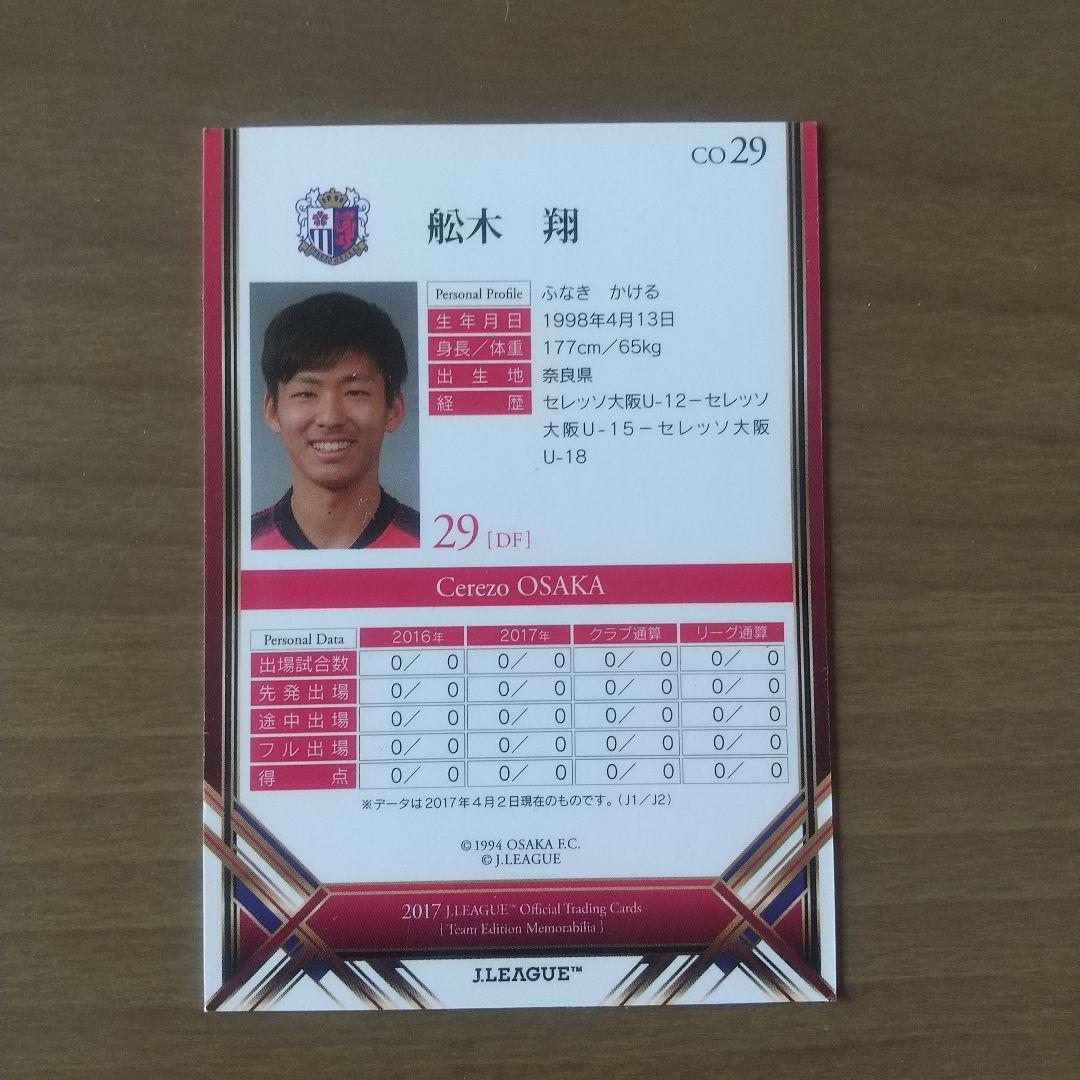 CO 29
舩木 翔
Personal Profile ふなき かける
生年月日 1998年4月13日
身長／体重 177cm／65kg
出生地 奈良県
経歴 セレッソ大阪U-12－セレッソ
大阪U-15－セレッソ大阪
U-18
29 [DF]
Cerezo OSAKA
Personal Data 2016年 2017年 クラブ通算 リーグ通算
出場試合数 0／ 0 0／ 0 0／ 0 0／ 0
先発出場 0／ 0 0／ 0 0／ 0 0／ 0
途中出場 0／ 0 0／ 0 0／ 0 0／ 0
フル出場 0／ 0 0／ 0 0／ 0 0／ 0
得点 0／ 0 0／ 0 0／ 0 0／ 0
※データは2017年4月2日現在のものです。(J1／J2)
©1994 OSAKA F.C.
©J.LEAGUE
2017 J.LEAGUE™ Official Trading Cards
[Team Edition Memorabilia]
J.LEAGUE™